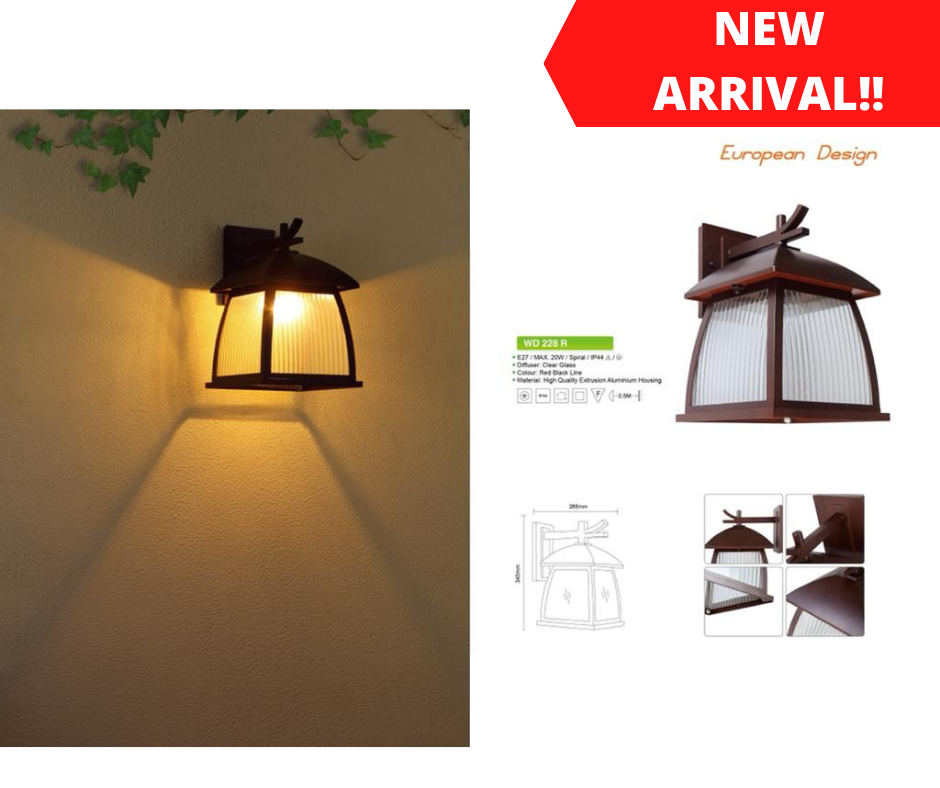 NEW
ARRIVAL!!
European Design
WD 228 R
E27 / MAX. 20W / Spiral / IP44
Diffuser: Clear Glass
Colour: Red Black Line
Material: High Quality Extrusion Aluminium Housing
IP44
F
0.5M
265mm
345mm